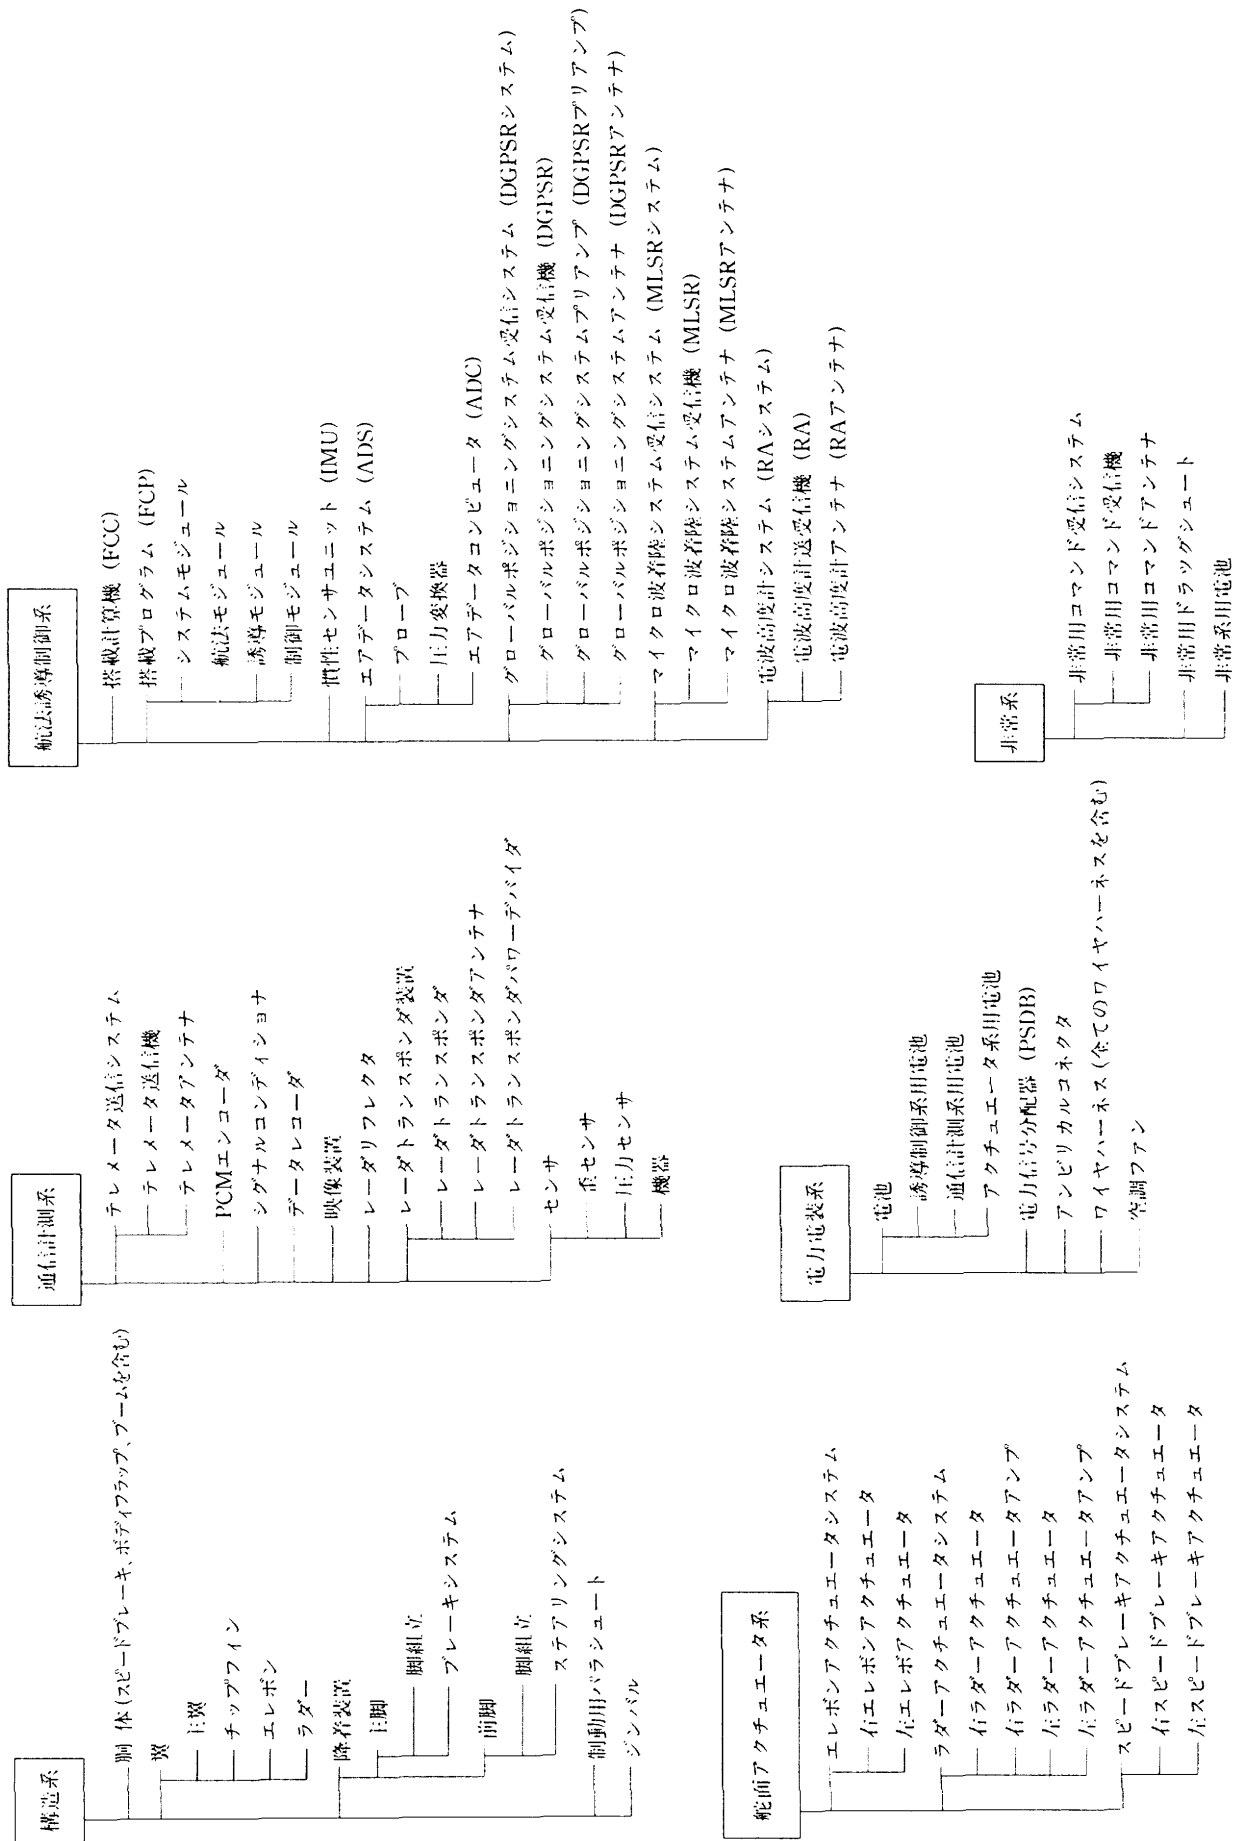 構造系
胴 体(スピードブレーキ、ボディフラップ、ブームを含む)
翼
主翼
チップフィン
エレボン
ラダー
降着装置
主脚
脚組立
ブレーキシステム
前脚
脚組立
ステアリングシステム
制動用パラシュート
ジンバル
通信計測系
テレメータ送信システム
テレメータ送信機
テレメータアンテナ
PCMエンコーダ
シグナルコンディショナ
データレコーダ
映像装置
レーダリフレクタ
レーダトランスポンダ装置
レーダトランスポンダ
レーダトランスポンダアンテナ
レーダトランスポンダパワーデバイダ
センサ
歪センサ
圧力センサ
機器
航法誘導制御系
搭載計算機 (FCC)
搭載プログラム (FCP)
システムモジュール
航法モジュール
誘導モジュール
制御モジュール
慣性センサユニット (IMU)
エアデータシステム (ADS)
プローブ
圧力変換器
エアデータコンピュータ (ADC)
グローバルポジショニングシステム受信システム (DGPSRシステム)
グローバルポジショニングシステム受信機 (DGPSR)
グローバルポジショニングシステムプリアンプ (DGPSRプリアンプ)
グローバルポジショニングシステムアンテナ (DGPSRアンテナ)
マイクロ波着陸システム受信システム (MLSRシステム)
マイクロ波着陸システム受信機 (MLSR)
マイクロ波着陸システムアンテナ (MLSRアンテナ)
電波高度計システム (RAシステム)
電波高度計送受信機 (RA)
電波高度計アンテナ (RAアンテナ)
舵面アクチュエータ系
エレボンアクチュエータシステム
右エレボンアクチュエータ
左エレボンアクチュエータ
ラダーアクチュエータシステム
右ラダーアクチュエータ
右ラダーアクチュエータアンプ
左ラダーアクチュエータ
左ラダーアクチュエータアンプ
スピードブレーキアクチュエータシステム
右スピードブレーキアクチュエータ
左スピードブレーキアクチュエータ
電力電装系
電池
誘導制御系用電池
通信計測系用電池
アクチュエータ系用電池
電力信号分配器 (PSDB)
アンビリカルコネクタ
ワイヤハーネス(全てのワイヤハーネスを含む)
空調ファン
非常系
非常用コマンド受信システム
非常用コマンド受信機
非常用コマンドアンテナ
非常用ドラッグシュート
非常系用電池